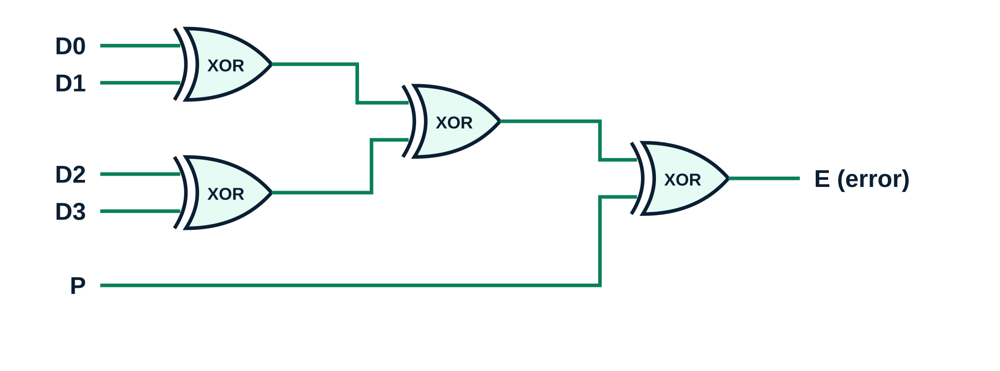 D0
XOR
D1
XOR
D2
XOR
E (error)
XOR
D3
P